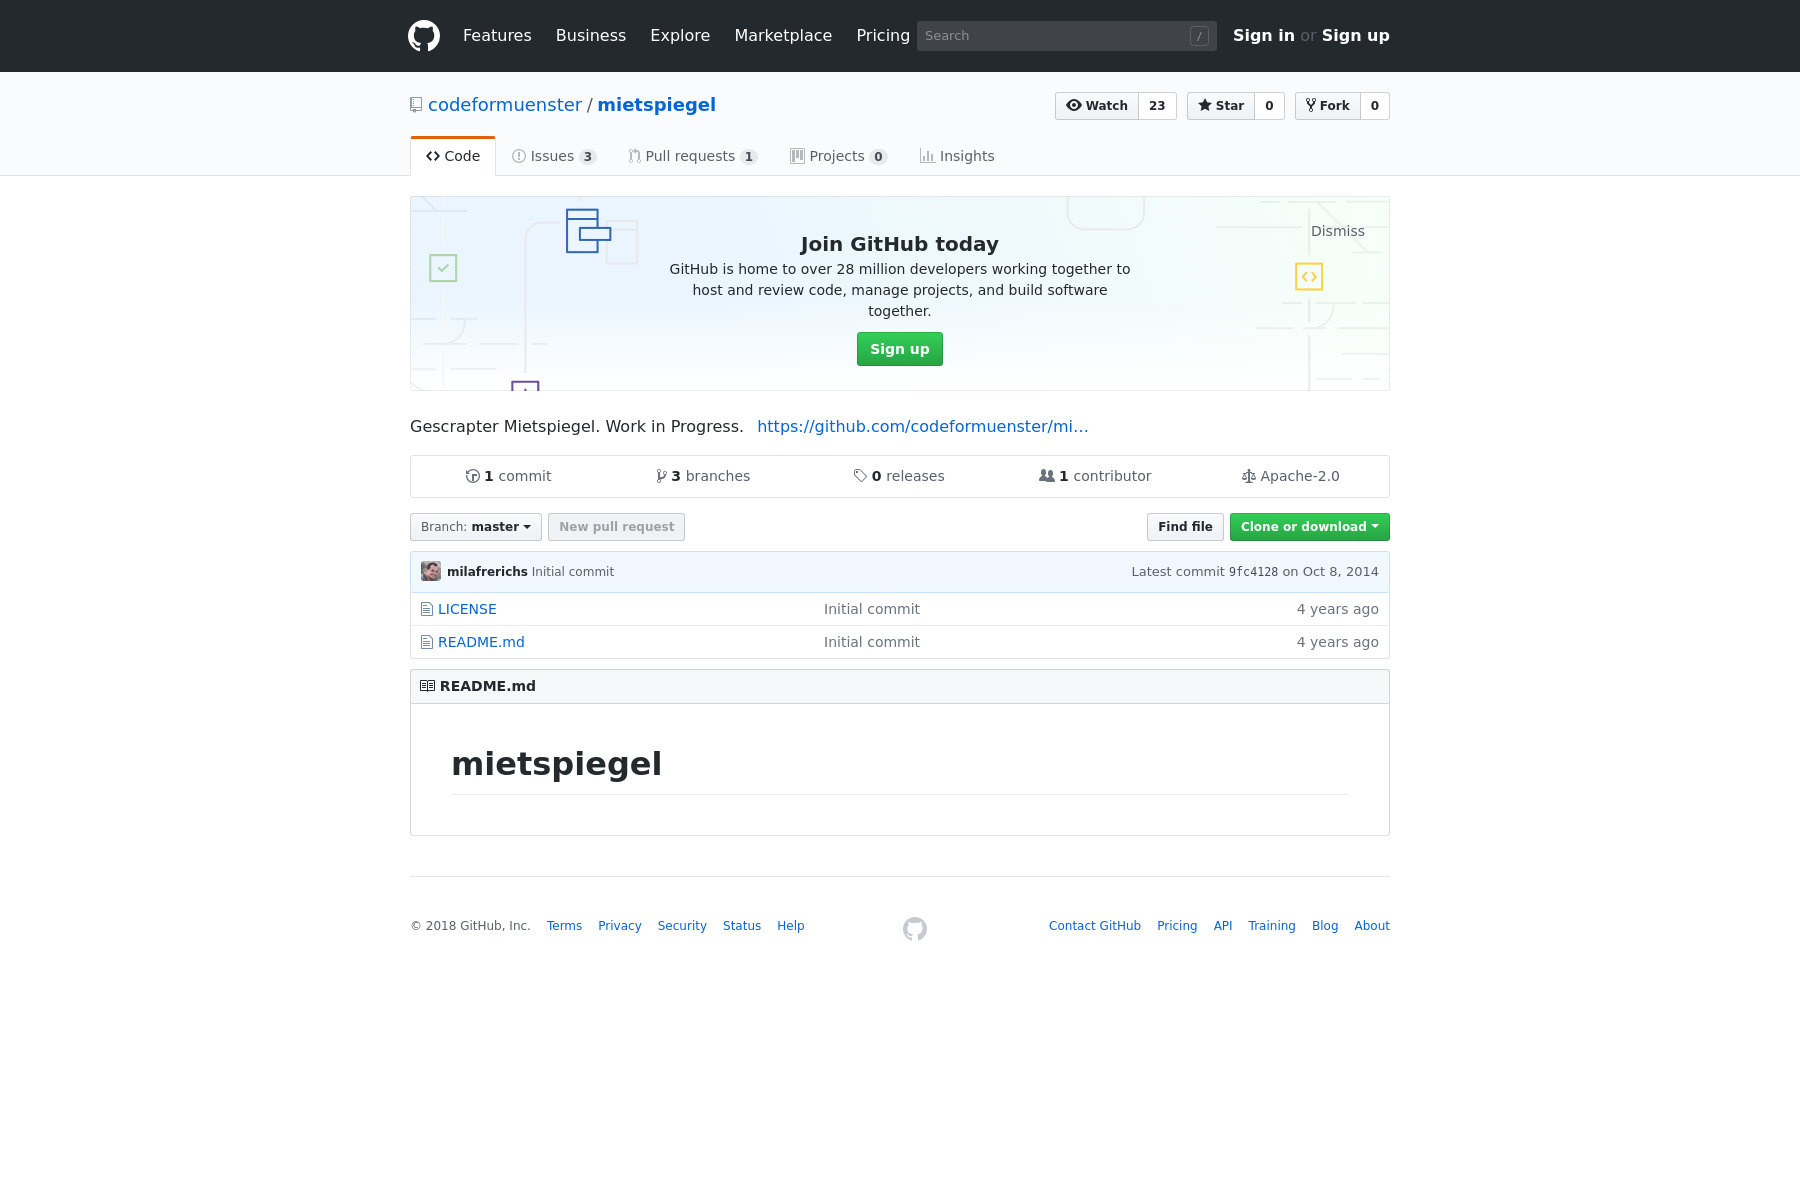 Features Business Explore Marketplace Pricing Search / Sign in or Sign up
codeformuenster / mietspiegel Watch 23 Star 0 Fork 0
Code Issues 3 Pull requests 1 Projects 0 Insights
Dismiss
Join GitHub today
GitHub is home to over 28 million developers working together to
host and review code, manage projects, and build software
together.
Sign up
Gescrapter Mietspiegel. Work in Progress. https://github.com/codeformuenster/mi…
1 commit 3 branches 0 releases 1 contributor Apache-2.0
Branch: master New pull request Find file Clone or download
milafrerichs Initial commit Latest commit 9fc4128 on Oct 8, 2014
LICENSE Initial commit 4 years ago
README.md Initial commit 4 years ago
README.md
mietspiegel
© 2018 GitHub, Inc. Terms Privacy Security Status Help Contact GitHub Pricing API Training Blog About